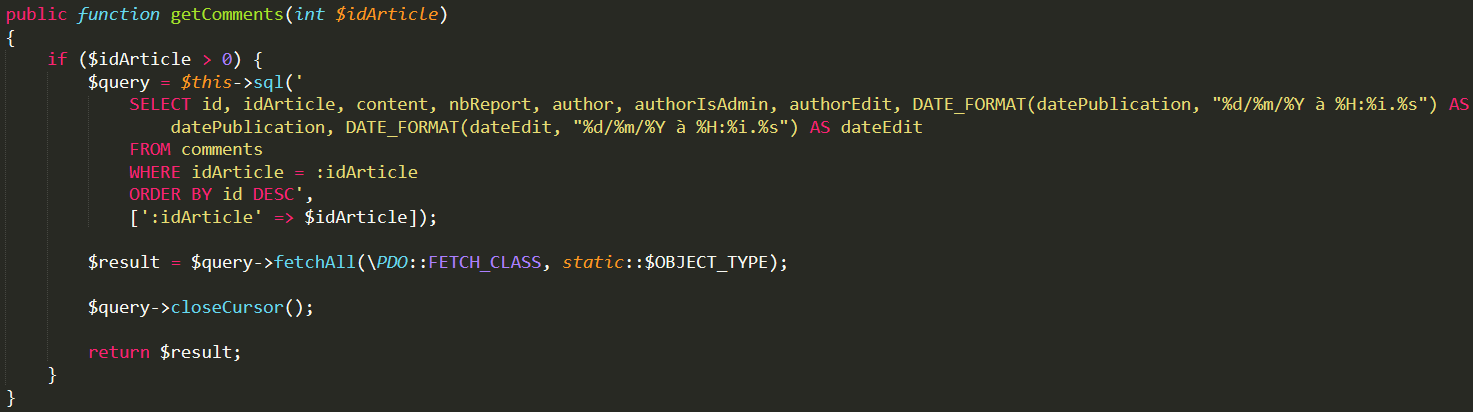 public function getComments(int $idArticle)
{
    if ($idArticle > 0) {
        $query = $this->sql('
            SELECT id, idArticle, content, nbReport, author, authorIsAdmin, authorEdit, DATE_FORMAT(datePublication, "%d/%m/%Y à %H:%i.%s") AS
                datePublication, DATE_FORMAT(dateEdit, "%d/%m/%Y à %H:%i.%s") AS dateEdit
            FROM comments
            WHERE idArticle = :idArticle
            ORDER BY id DESC',
            [':idArticle' => $idArticle]);
        $result = $query->fetchAll(\PDO::FETCH_CLASS, static::$OBJECT_TYPE);
        $query->closeCursor();
        return $result;
    }
}